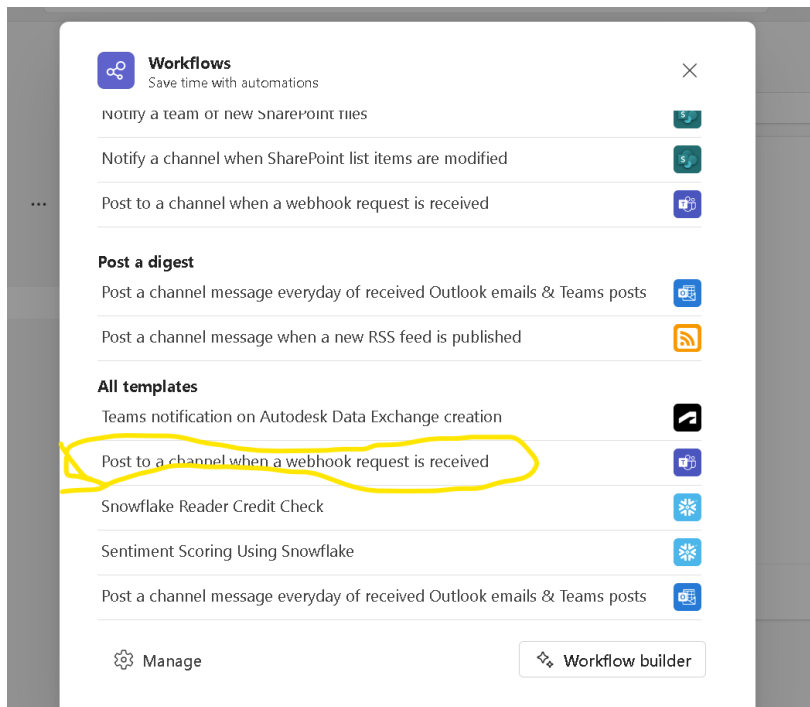 Workflows
Save time with automations
Notify a team of new SharePoint files
Notify a channel when SharePoint list items are modified
Post to a channel when a webhook request is received
Post a digest
Post a channel message everyday of received Outlook emails & Teams posts
Post a channel message when a new RSS feed is published
All templates
Teams notification on Autodesk Data Exchange creation
Post to a channel when a webhook request is received
Snowflake Reader Credit Check
Sentiment Scoring Using Snowflake
Post a channel message everyday of received Outlook emails & Teams posts
Manage
Workflow builder